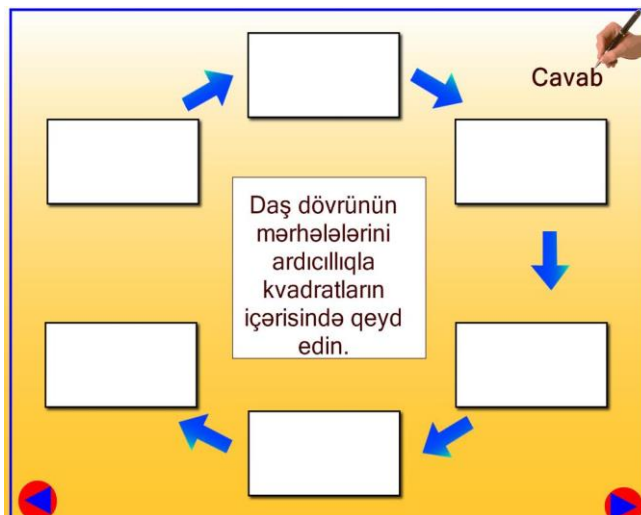 Cavab
Daş dövrünün
mərhələlərini
ardıcıllıqla
kvadratların
içərisində qeyd
edin.